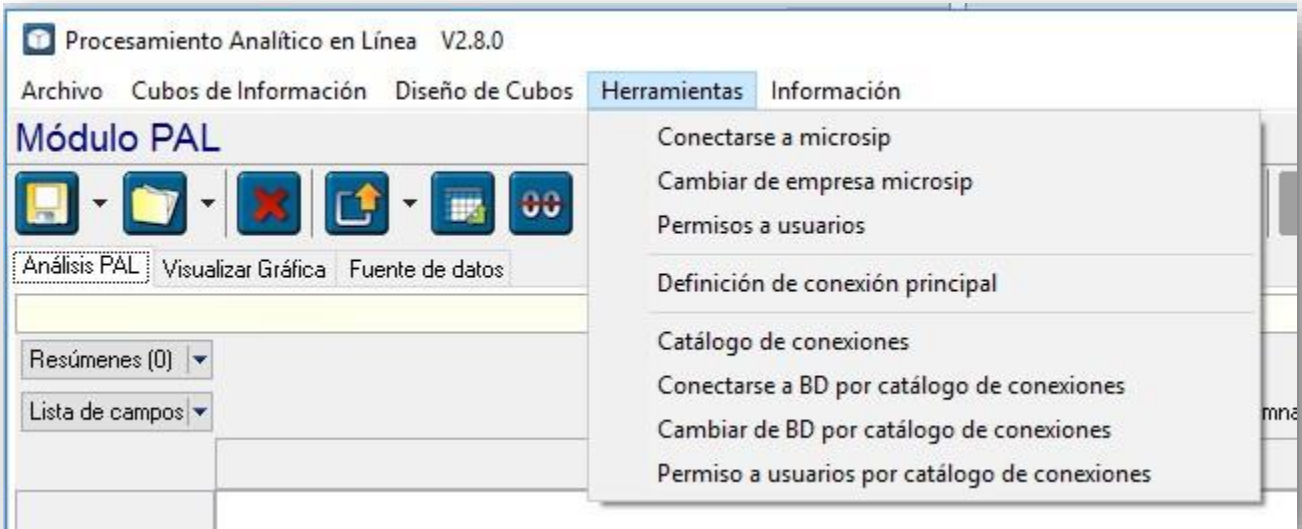 Procesamiento Analítico en Línea V2.8.0
Archivo Cubos de Información Diseño de Cubos Herramientas Información
Módulo PAL
Análisis PAL Visualizar Gráfica Fuente de datos
Resúmenes (0)
Lista de campos
Conectarse a microsip
Cambiar de empresa microsip
Permisos a usuarios
Definición de conexión principal
Catálogo de conexiones
Conectarse a BD por catálogo de conexiones
Cambiar de BD por catálogo de conexiones
Permiso a usuarios por catálogo de conexiones